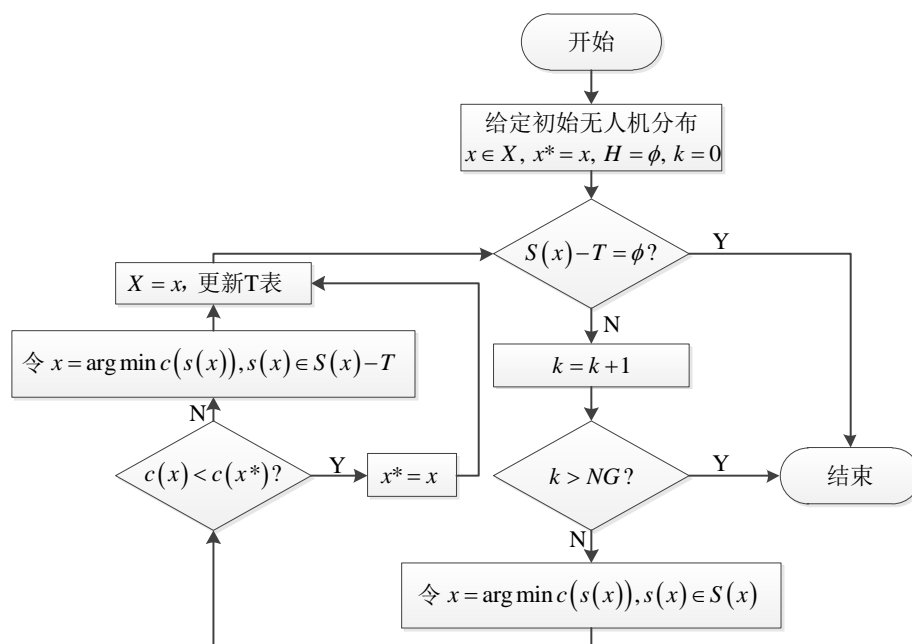 开始
给定初始无人机分布
x∈X, x*=x, H=ϕ, k=0
S(x)−T=ϕ?
Y
N
k=k+1
k>NG?
Y
结束
N
令 x=arg min c(s(x)),s(x)∈S(x)
c(x)<c(x*)?
Y
x*=x
N
令 x=arg min c(s(x)),s(x)∈S(x)−T
X=x, 更新T表